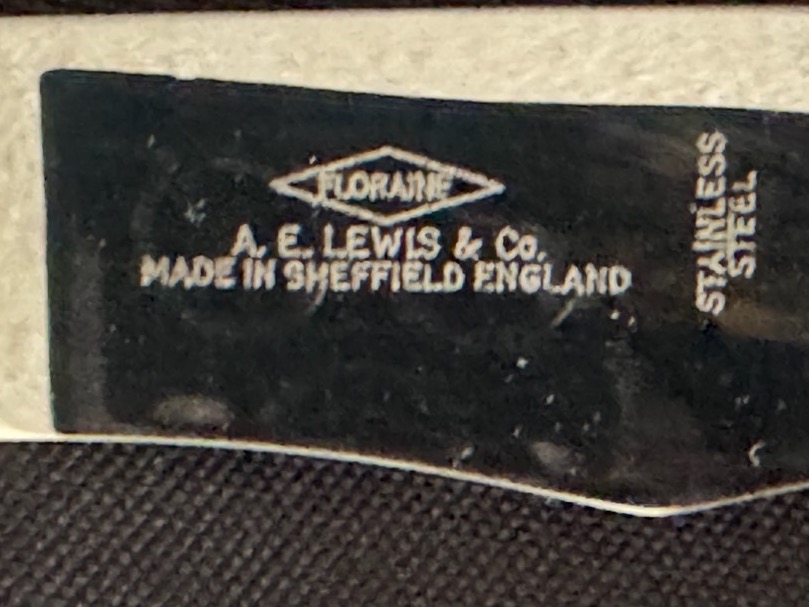 FLORAINE
A. E. LEWIS & Co.
MADE IN SHEFFIELD ENGLAND
STAINLESS
STEEL